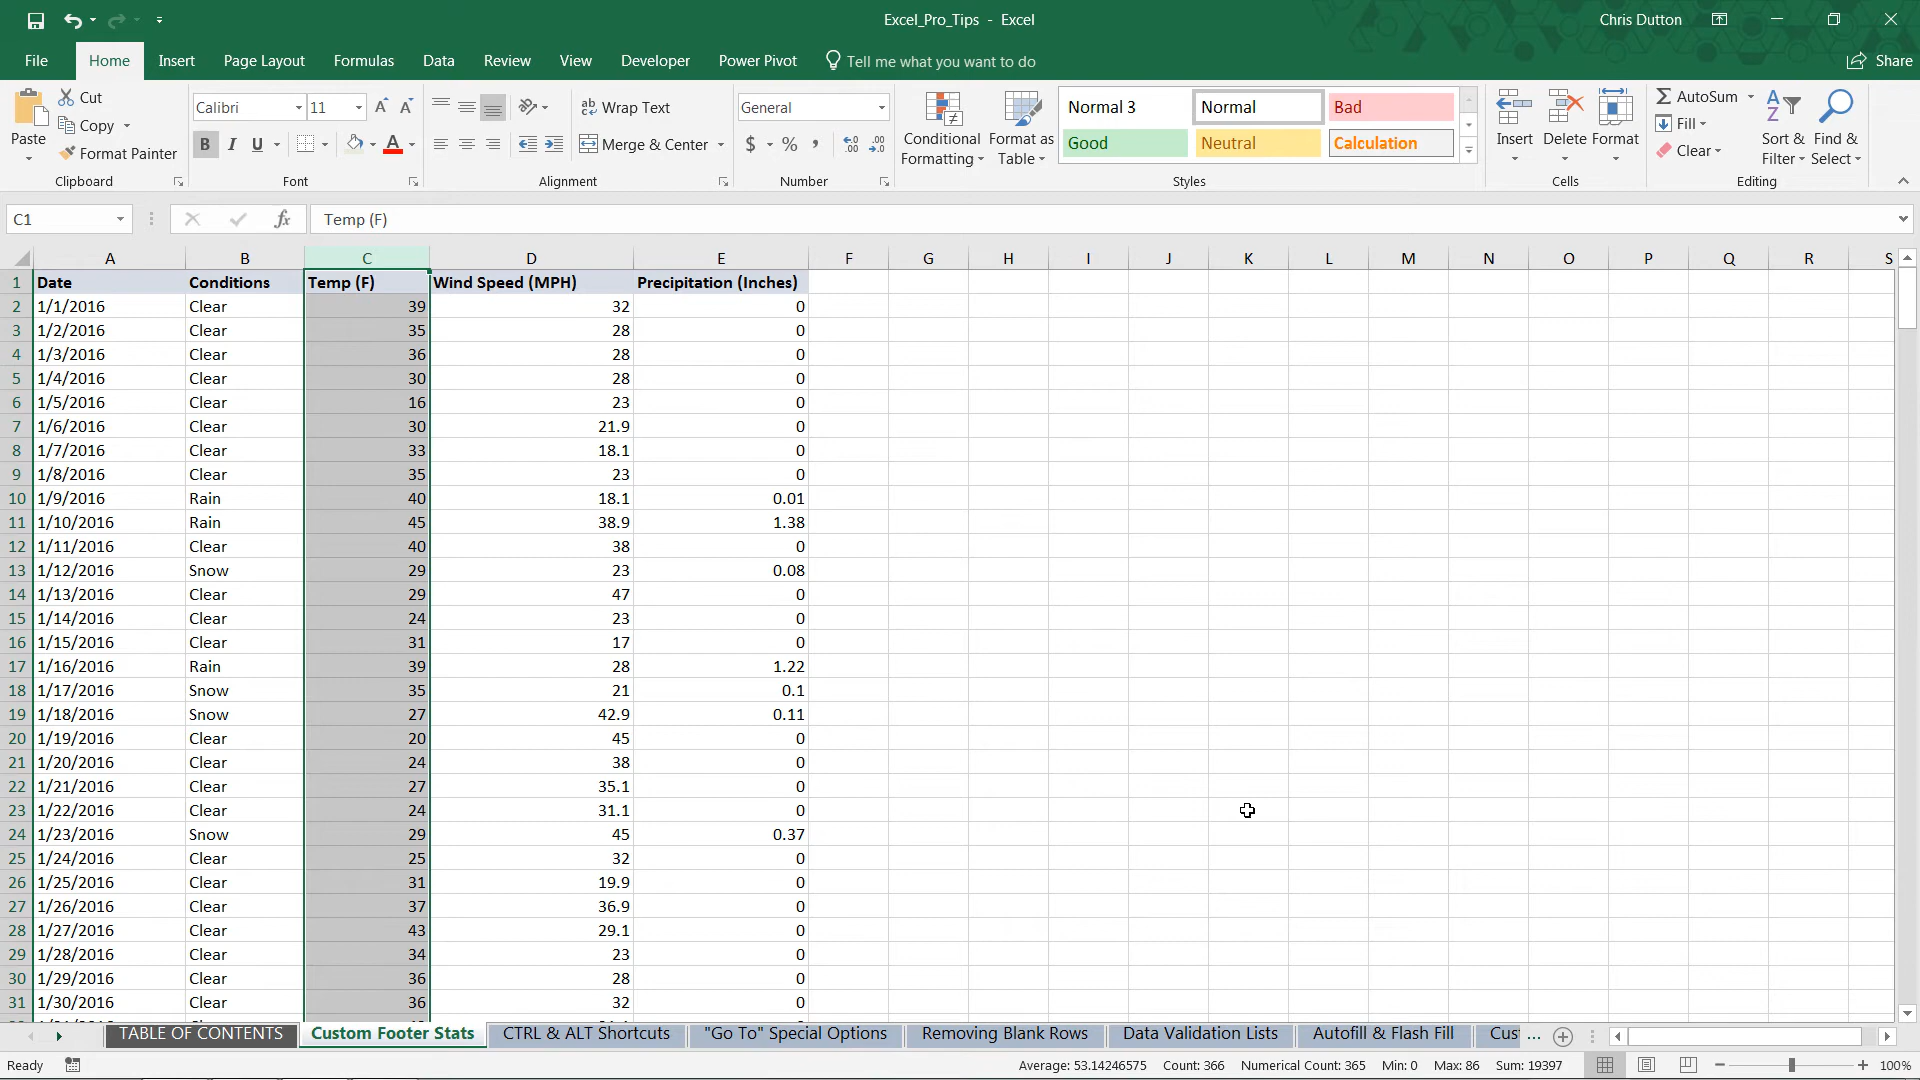 Excel_Pro_Tips - Excel
Chris Dutton
File Home Insert Page Layout Formulas Data Review View Developer Power Pivot Tell me what you want to do Share
Paste
Cut
Copy
Format Painter
Clipboard
Calibri 11 A A
B I U A
Font
ab Wrap Text
Merge & Center
Alignment
General
$ % , .00 .0
Number
Conditional Formatting
Format as Table
Normal 3 Normal Bad
Good Neutral Calculation
Styles
Insert Delete Format
Cells
AutoSum
Fill
Clear
Sort & Filter
Find & Select
Editing
C1 fx Temp (F)
A B C D E F G H I J K L M N O P Q R S
1 Date Conditions Temp (F) Wind Speed (MPH) Precipitation (Inches)
2 1/1/2016 Clear 39 32 0
3 1/2/2016 Clear 35 28 0
4 1/3/2016 Clear 36 28 0
5 1/4/2016 Clear 30 28 0
6 1/5/2016 Clear 16 23 0
7 1/6/2016 Clear 30 21.9 0
8 1/7/2016 Clear 33 18.1 0
9 1/8/2016 Clear 35 23 0
10 1/9/2016 Rain 40 18.1 0.01
11 1/10/2016 Rain 45 38.9 1.38
12 1/11/2016 Clear 40 38 0
13 1/12/2016 Snow 29 23 0.08
14 1/13/2016 Clear 29 47 0
15 1/14/2016 Clear 24 23 0
16 1/15/2016 Clear 31 17 0
17 1/16/2016 Rain 39 28 1.22
18 1/17/2016 Snow 35 21 0.1
19 1/18/2016 Snow 27 42.9 0.11
20 1/19/2016 Clear 20 45 0
21 1/20/2016 Clear 24 38 0
22 1/21/2016 Clear 27 35.1 0
23 1/22/2016 Clear 24 31.1 0
24 1/23/2016 Snow 29 45 0.37
25 1/24/2016 Clear 25 32 0
26 1/25/2016 Clear 31 19.9 0
27 1/26/2016 Clear 37 36.9 0
28 1/27/2016 Clear 43 29.1 0
29 1/28/2016 Clear 34 23 0
30 1/29/2016 Clear 36 28 0
31 1/30/2016 Clear 36 32 0
TABLE OF CONTENTS Custom Footer Stats CTRL & ALT Shortcuts "Go To" Special Options Removing Blank Rows Data Validation Lists Autofill & Flash Fill Cus ...
Ready Average: 53.14246575 Count: 366 Numerical Count: 365 Min: 0 Max: 86 Sum: 19397 100%